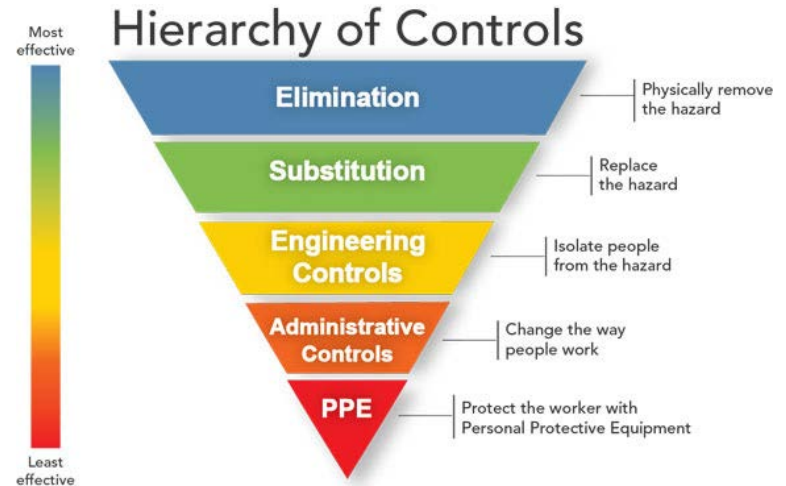 Hierarchy of Controls
Most
effective
Elimination
Physically remove
the hazard
Substitution
Replace
the hazard
Engineering
Controls
Isolate people
from the hazard
Administrative
Controls
Change the way
people work
PPE
Protect the worker with
Personal Protective Equipment
Least
effective